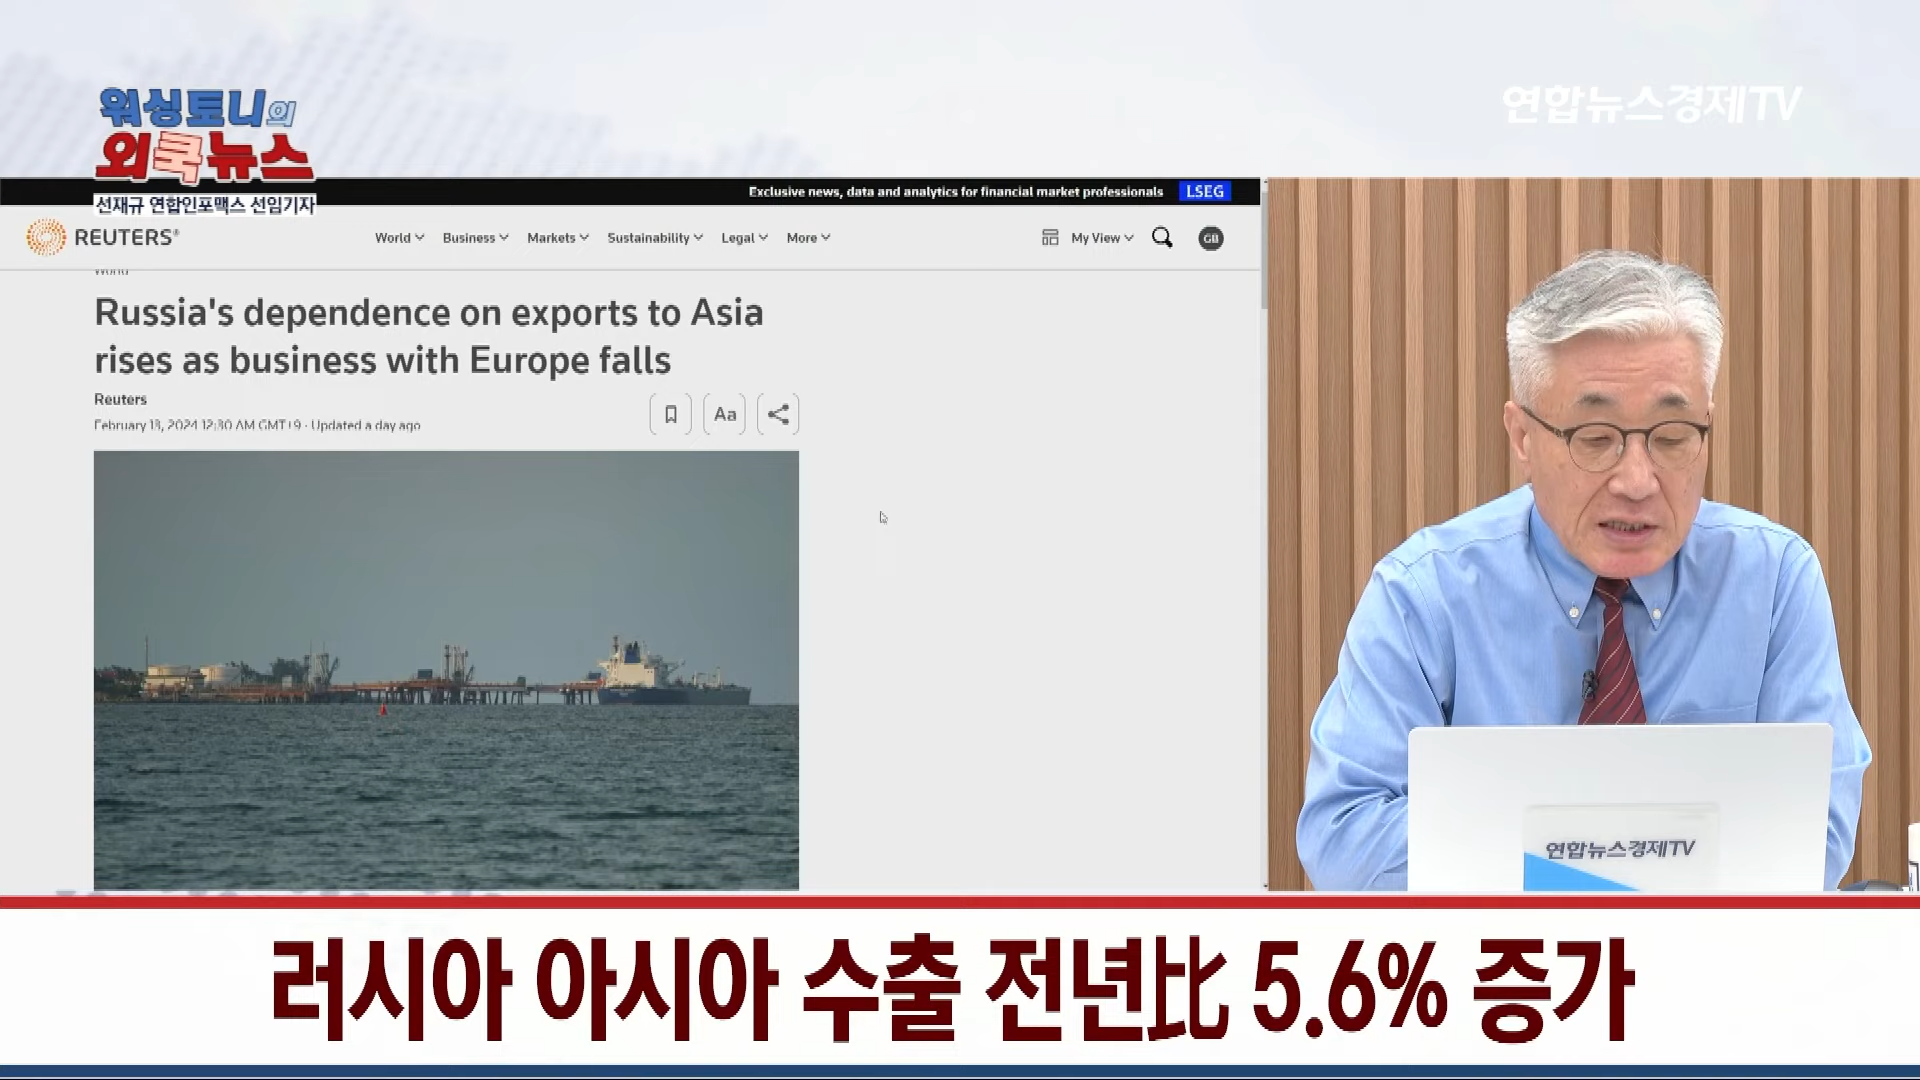 워싱토니의
외쿡뉴스
선재규 연합인포맥스 선임기자
연합뉴스경제TV
Exclusive news, data and analytics for financial market professionals LSEG
REUTERS®
World Business Markets Sustainability Legal More My View
World
Russia's dependence on exports to Asia
rises as business with Europe falls
Reuters
Aa
February 13, 2024 12:30 AM GMT+9 · Updated a day ago
연합뉴스경제TV
러시아 아시아 수출 전년比 5.6% 증가